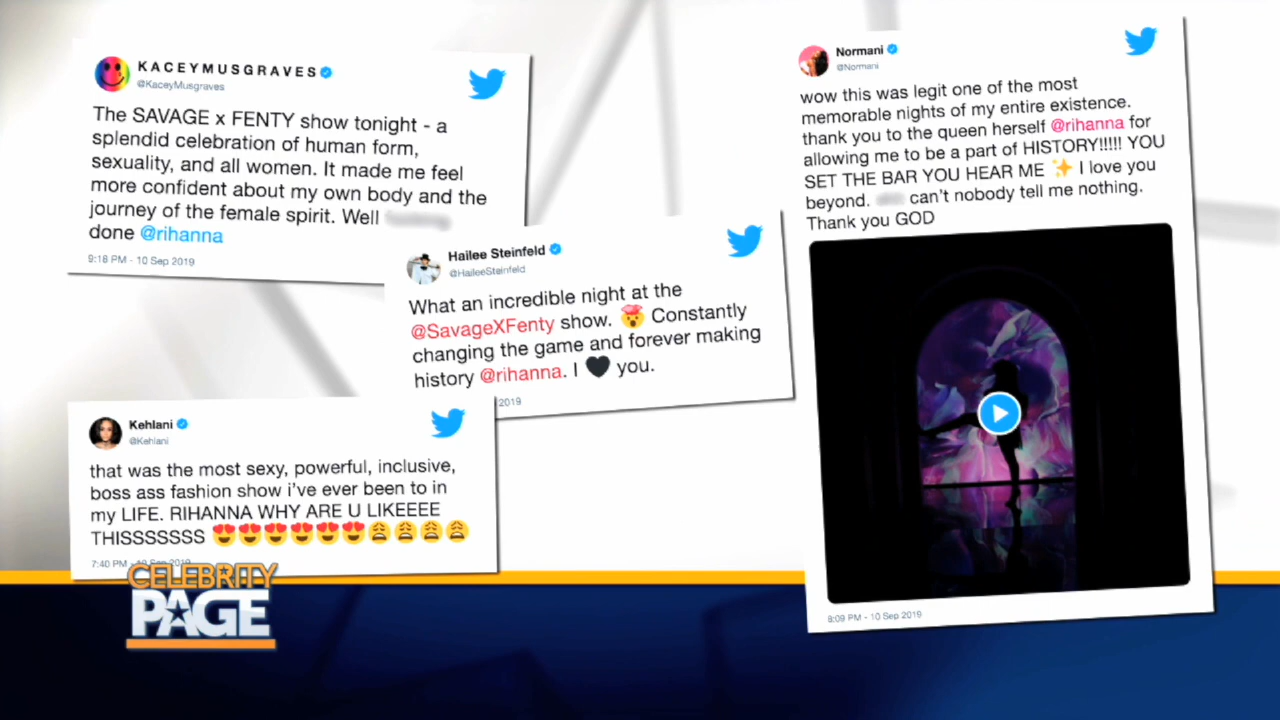 KACEYMUSGRAVES
@KaceyMusgraves
The SAVAGE x FENTY show tonight - a
splendid celebration of human form,
sexuality, and all women. It made me feel
more confident about my own body and the
journey of the female spirit. Well
done @rihanna
9:18 PM - 10 Sep 2019
Hailee Steinfeld
@HaileeSteinfeld
What an incredible night at the
@SavageXFenty show. 🤯 Constantly
changing the game and forever making
history @rihanna. I 🖤 you.
2019
Kehlani
@Kehlani
that was the most sexy, powerful, inclusive,
boss ass fashion show i've ever been to in
my LIFE. RIHANNA WHY ARE U LIKEEEE
THISSSSSSS 😍😍😍😍😍😍😩😩😩😩
7:40 PM - 10 Sep 2019
Normani
@Normani
wow this was legit one of the most
memorable nights of my entire existence.
thank you to the queen herself @rihanna for
allowing me to be a part of HISTORY!!!!! YOU
SET THE BAR YOU HEAR ME ✨ I love you
beyond. can't nobody tell me nothing.
Thank you GOD
8:09 PM - 10 Sep 2019
CELEBRITY
PAGE